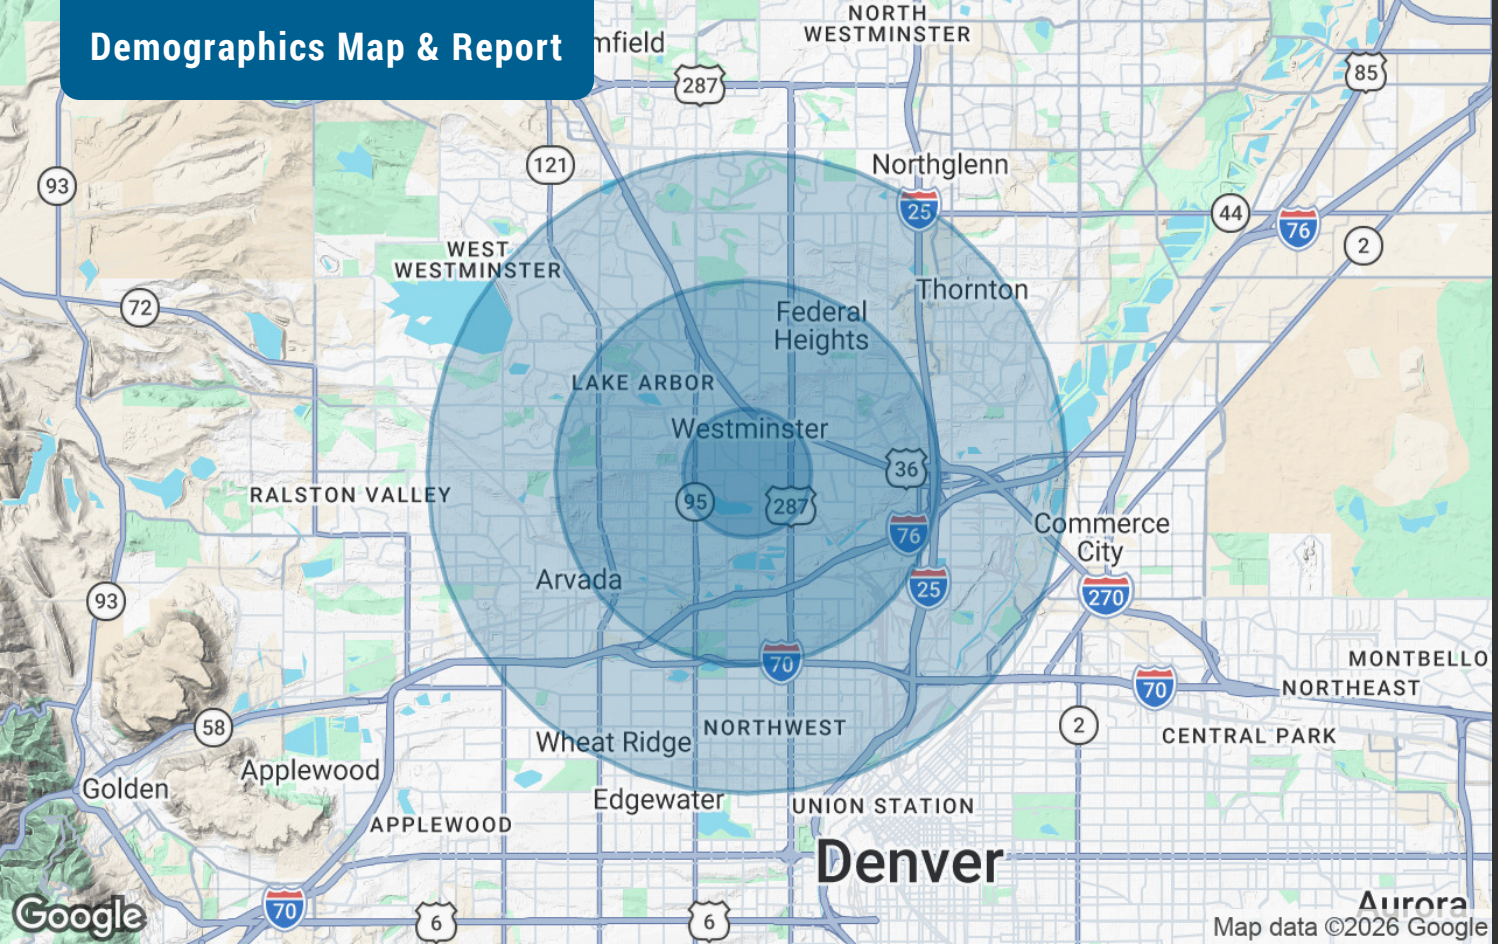 Demographics Map & Report
mfield
NORTH
WESTMINSTER
287
85
121
Northglenn
93
25
44
76
2
WEST
WESTMINSTER
72
Thornton
Federal
Heights
LAKE ARBOR
Westminster
36
RALSTON VALLEY
95
287
76
Commerce
City
Arvada
25
270
93
70
MONTBELLO
70
NORTHEAST
58
NORTHWEST
2
CENTRAL PARK
Wheat Ridge
Applewood
Golden
Edgewater
UNION STATION
APPLEWOOD
Denver
70
Aurora
Google
6
6
Map data ©2026 Google